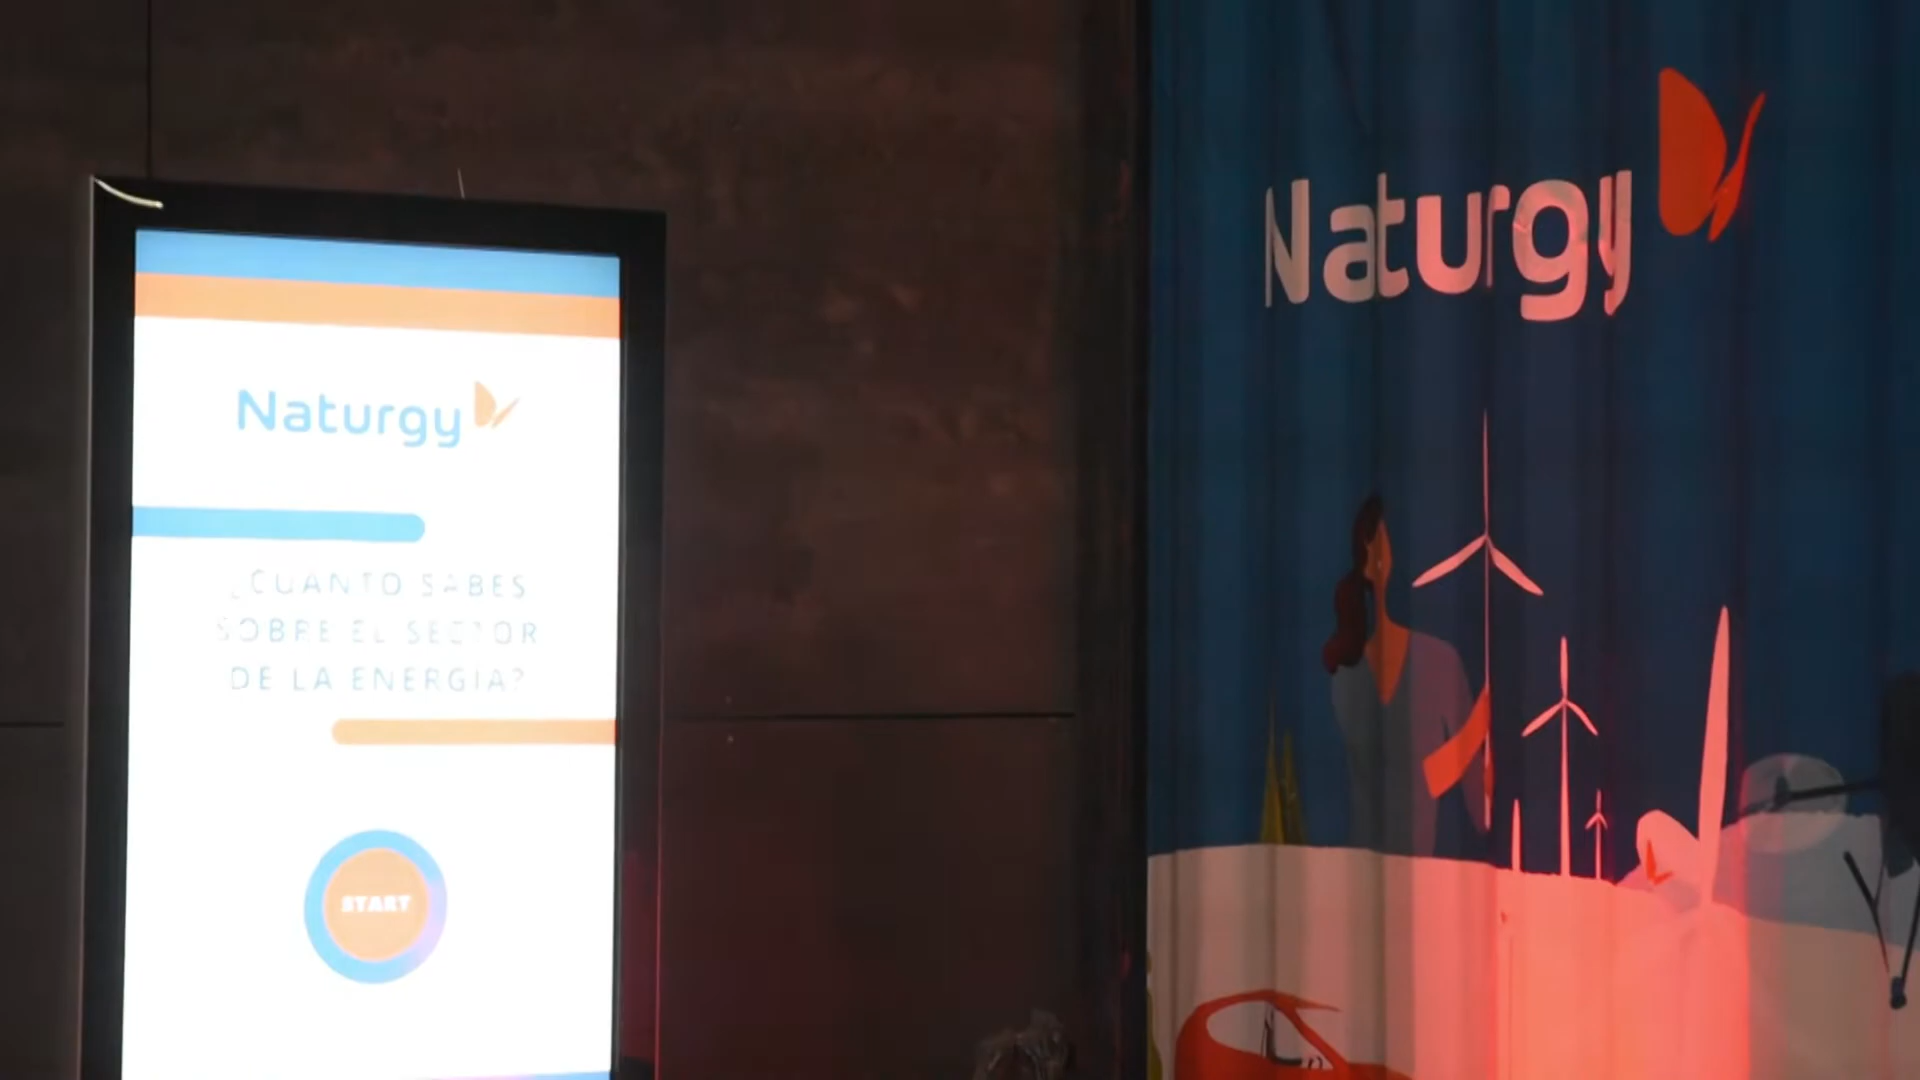 Naturgy
¿CUANTO SABES
SOBRE EL SECTOR
DE LA ENERGIA?
START
Naturgy